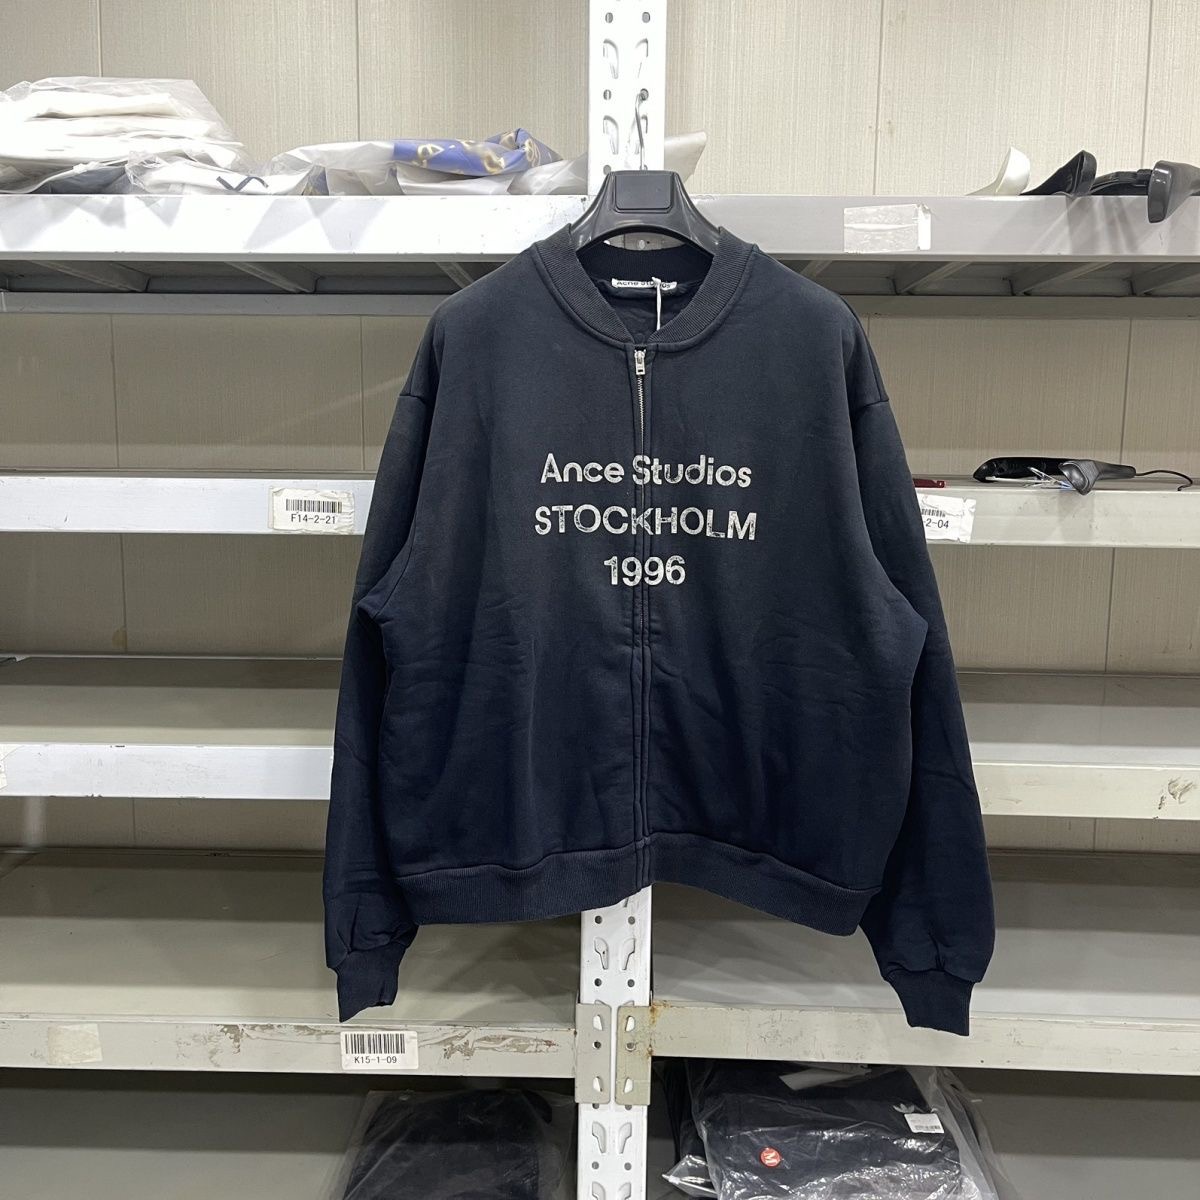 Acne Studios
Ance Studios
STOCKHOLM
1996
F14-2-21
-2-04
K15-1-09
M